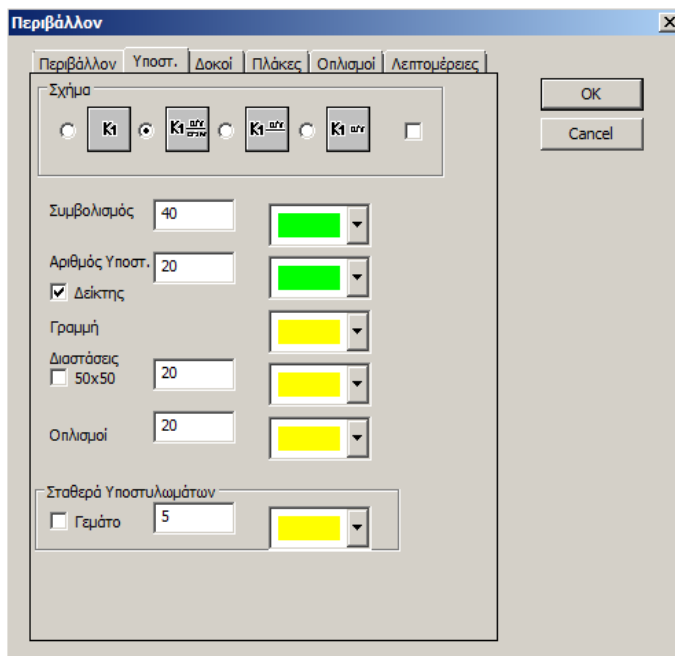 Περιβάλλον
Περιβάλλον Υποστ. Δοκοί Πλάκες Οπλισμοί Λεπτομέρειες
Σχήμα
K1 K1 K1 K1
OK
Cancel
Συμβολισμός 40
Αριθμός Υποστ. 20
Δείκτης
Γραμμή
Διαστάσεις
50x50 20
Οπλισμοί 20
Σταθερά Υποστυλωμάτων
Γεμάτο 5